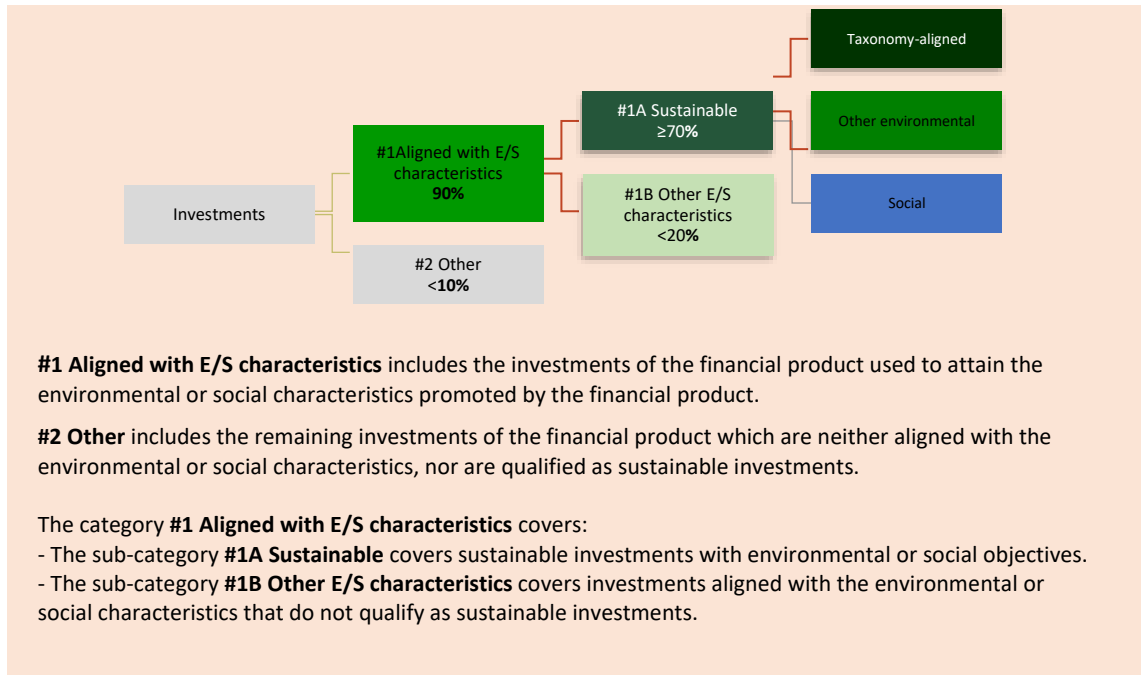 Taxonomy-aligned
#1A Sustainable
≥70%
Other environmental
#1Aligned with E/S
characteristics
90%
#1B Other E/S
characteristics
<20%
Social
Investments
#2 Other
<10%
#1 Aligned with E/S characteristics includes the investments of the financial product used to attain the
environmental or social characteristics promoted by the financial product.
#2 Other includes the remaining investments of the financial product which are neither aligned with the
environmental or social characteristics, nor are qualified as sustainable investments.
The category #1 Aligned with E/S characteristics covers:
- The sub-category #1A Sustainable covers sustainable investments with environmental or social objectives.
- The sub-category #1B Other E/S characteristics covers investments aligned with the environmental or
social characteristics that do not qualify as sustainable investments.